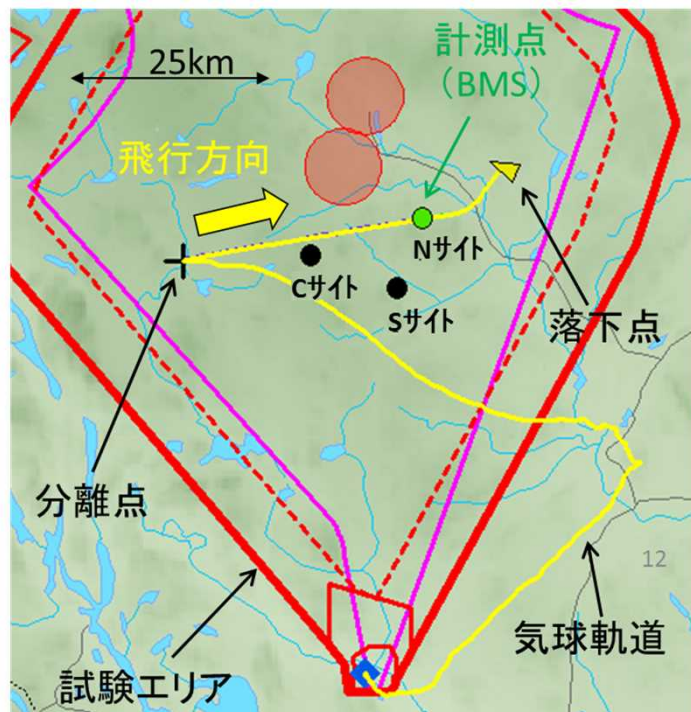 25km
計測点
（BMS）
飛行方向
Nサイト
Cサイト
Sサイト
落下点
分離点
12
気球軌道
試験エリア